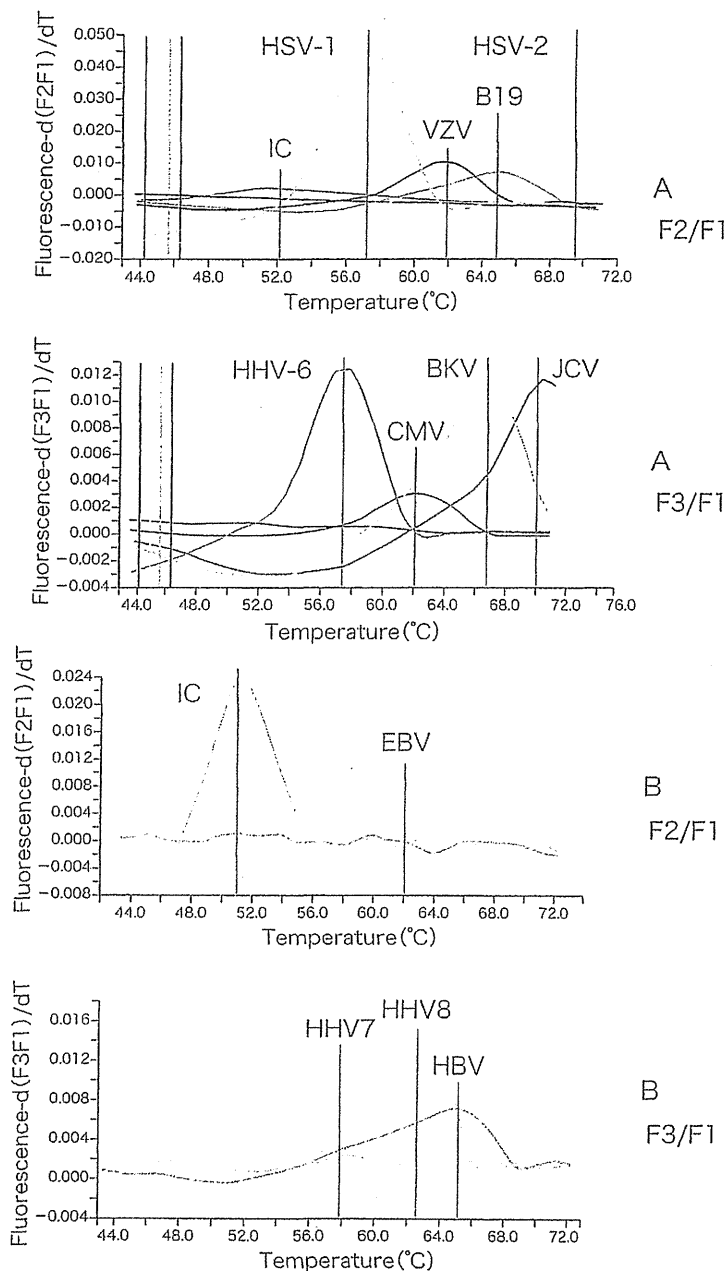 Fluorescence-d(F2F1)/dT
0.050
0.040
0.030
0.020
0.010
0.000
−0.010
−0.020
HSV-1
HSV-2
IC
VZV
B19
44.0 48.0 52.0 56.0 60.0 64.0 68.0 72.0
Temperature(°C)
A
F2/F1
Fluorescence-d(F3F1)/dT
0.012
0.010
0.008
0.006
0.004
0.002
0.000
−0.002
−0.004
HHV-6
BKV
JCV
CMV
44.0 48.0 52.0 56.0 60.0 64.0 68.0 72.0 76.0
Temperature(°C)
A
F3/F1
Fluorescence-d(F2F1)/dT
0.024
0.020
0.016
0.012
0.008
0.004
0.000
−0.004
−0.008
IC
EBV
44.0 48.0 52.0 56.0 60.0 64.0 68.0 72.0
Temperature(°C)
B
F2/F1
Fluorescence-d(F3F1)/dT
0.016
0.012
0.008
0.004
0.000
−0.004
HHV7
HHV8
HBV
44.0 48.0 52.0 56.0 60.0 64.0 68.0 72.0
Temperature(°C)
B
F3/F1